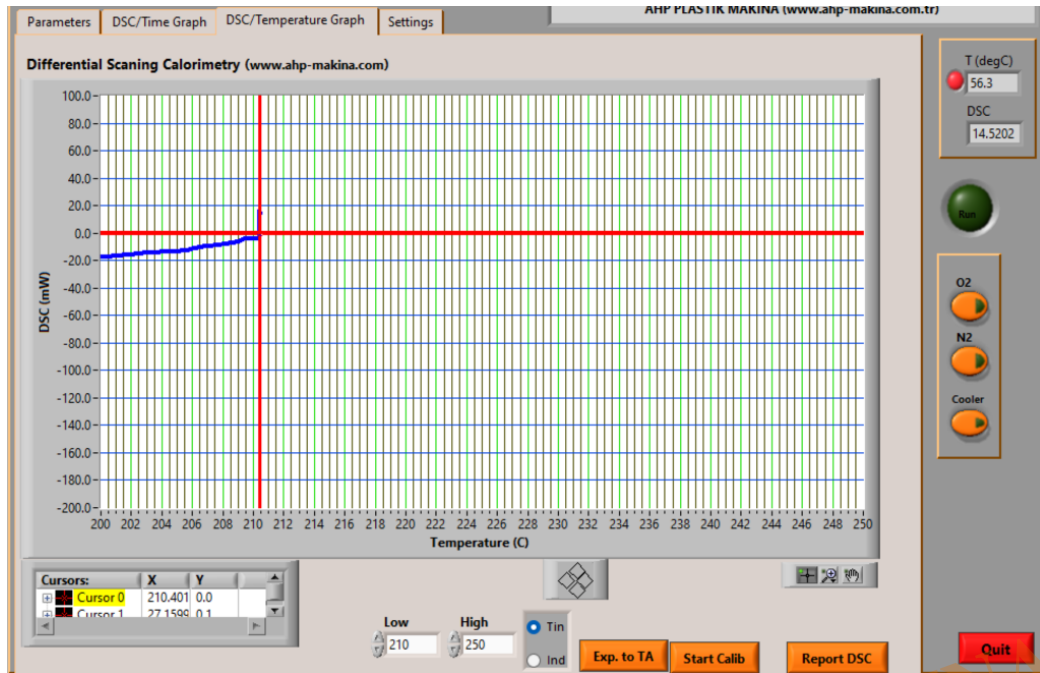 AHP PLASTIK MAKINA (www.ahp-makina.com.tr)
Parameters DSC/Time Graph DSC/Temperature Graph Settings
Differential Scaning Calorimetry (www.ahp-makina.com)
T (degC)
56.3
DSC
14.5202
Run
O2
N2
Cooler
DSC (mW)
100.0
80.0
60.0
40.0
20.0
0.0
-20.0
-40.0
-60.0
-80.0
-100.0
-120.0
-140.0
-160.0
-180.0
-200.0
200 202 204 206 208 210 212 214 216 218 220 222 224 226 228 230 232 234 236 238 240 242 244 246 248 250
Temperature (C)
Cursors: X Y
Cursor 0 210.401 0.0
Cursor 1 27.1599 0.1
Low High
210 250
Tin
Ind
Exp. to TA Start Calib Report DSC Quit